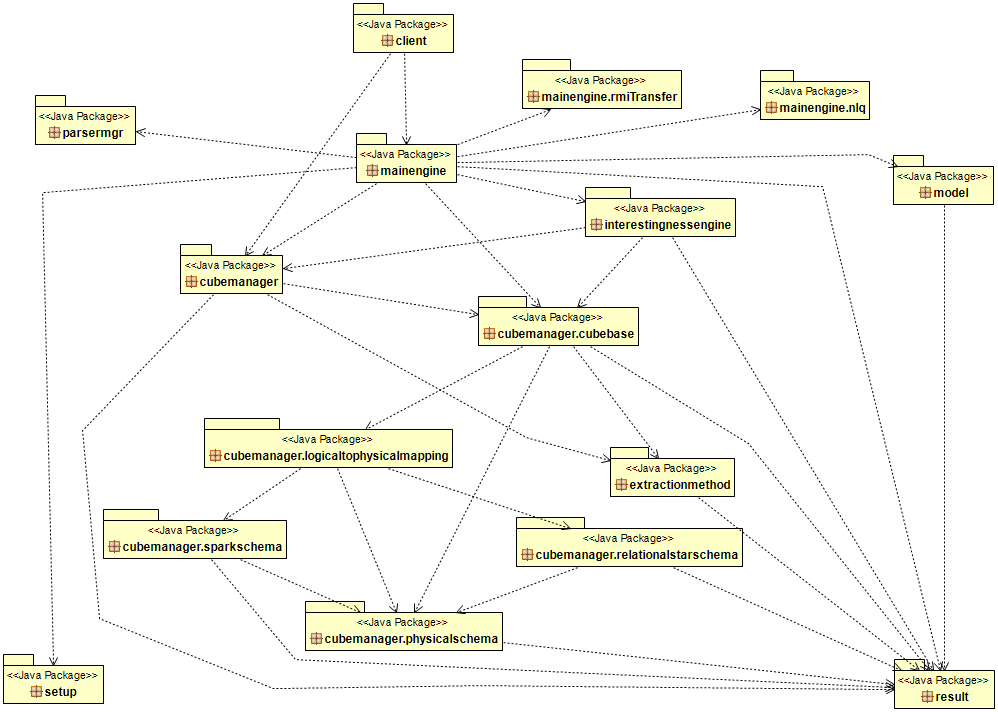 <<Java Package>>
client
<<Java Package>>
mainengine.rmiTransfer
<<Java Package>>
mainengine.nlq
<<Java Package>>
parsermgr
<<Java Package>>
mainengine
<<Java Package>>
model
<<Java Package>>
interestingnessengine
<<Java Package>>
cubemanager
<<Java Package>>
cubemanager.cubebase
<<Java Package>>
cubemanager.logicaltophysicalmapping
<<Java Package>>
extractionmethod
<<Java Package>>
cubemanager.sparkschema
<<Java Package>>
cubemanager.relationalstarschema
<<Java Package>>
cubemanager.physicalschema
<<Java Package>>
setup
<<Java Package>>
result